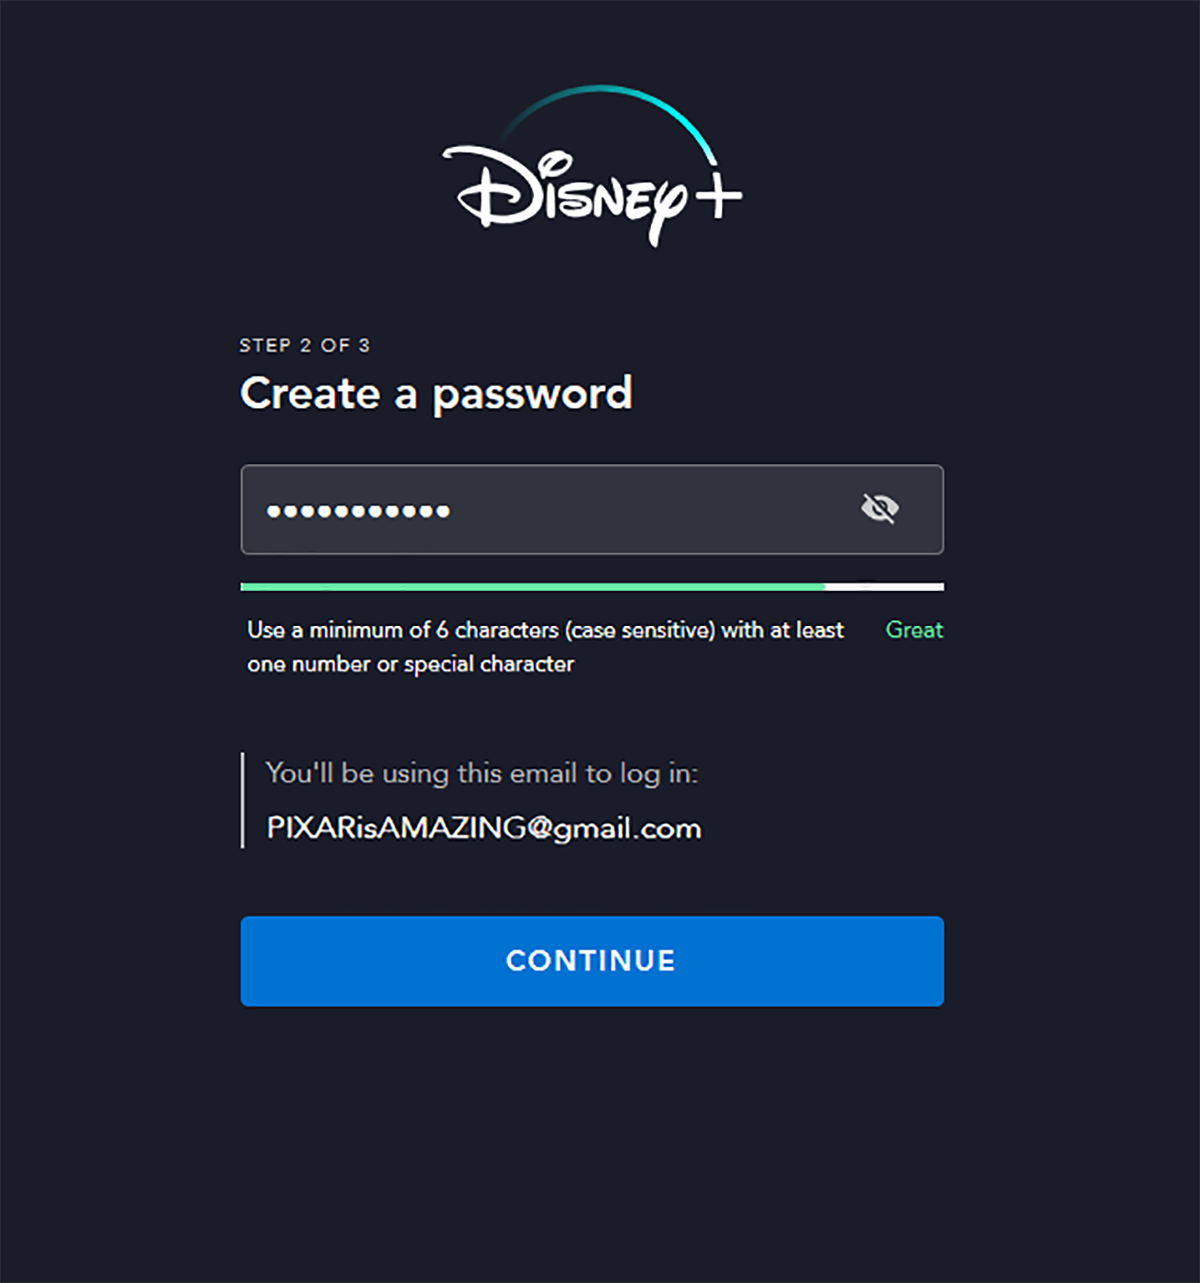 Disney+
STEP 2 OF 3
Create a password
•••••••••••
Use a minimum of 6 characters (case sensitive) with at least
one number or special character
Great
You'll be using this email to log in:
PIXARisAMAZING@gmail.com
CONTINUE